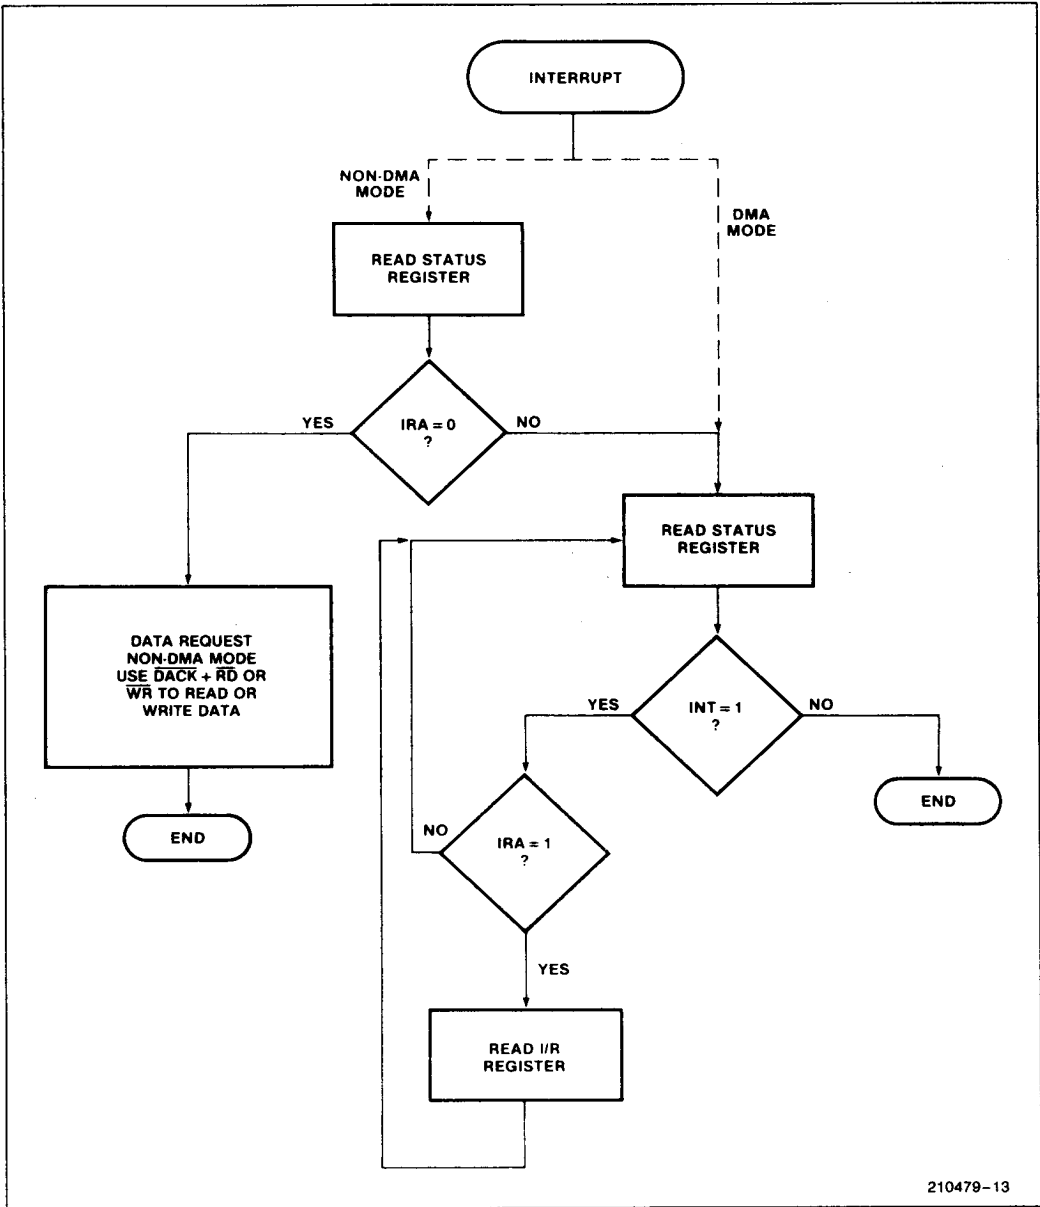 INTERRUPT
NON-DMA
MODE
DMA
MODE
READ STATUS
REGISTER
YES
IRA = 0
?
NO
READ STATUS
REGISTER
DATA REQUEST
NON-DMA MODE
USE DACK + RD OR
WR TO READ OR
WRITE DATA
YES
INT = 1
?
NO
END
END
NO
IRA = 1
?
YES
READ I/R
REGISTER
210479-13